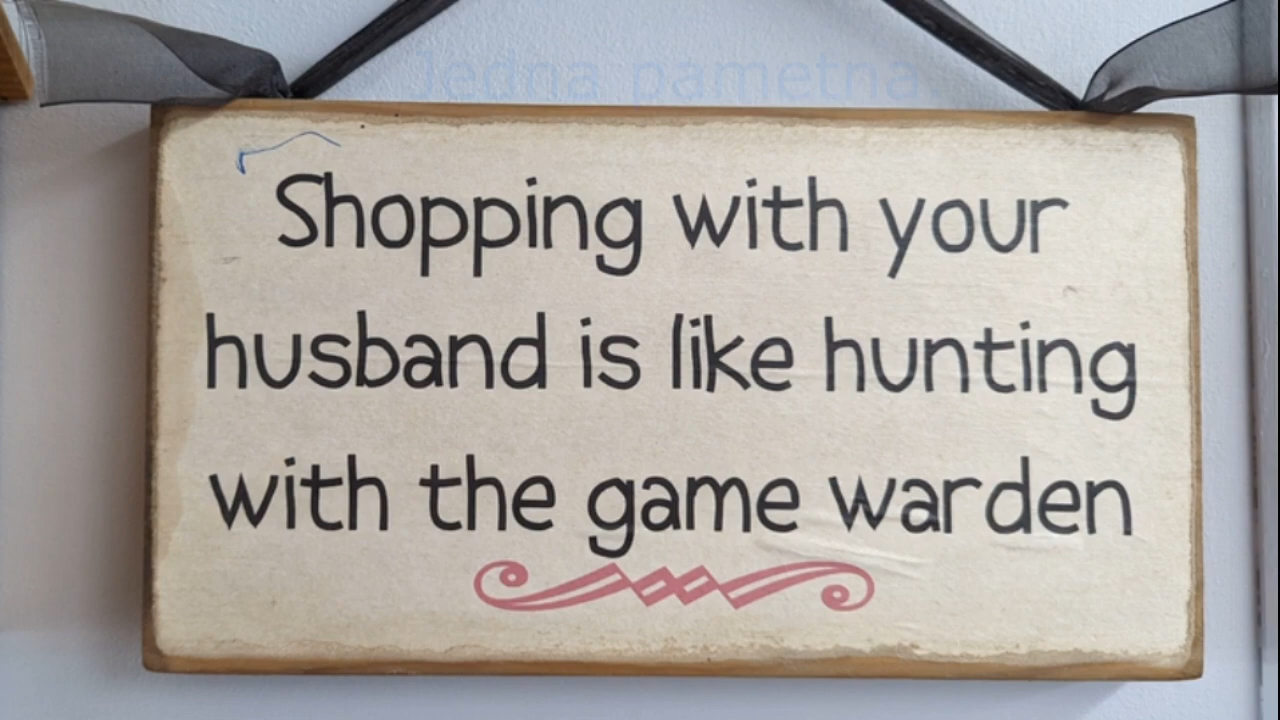 Jedna pametna.
Shopping with your
husband is like hunting
with the game warden